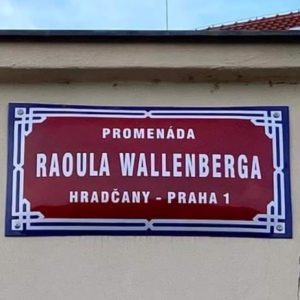 PROMENÁDA
RAOULA WALLENBERGA
HRADČANY - PRAHA 1